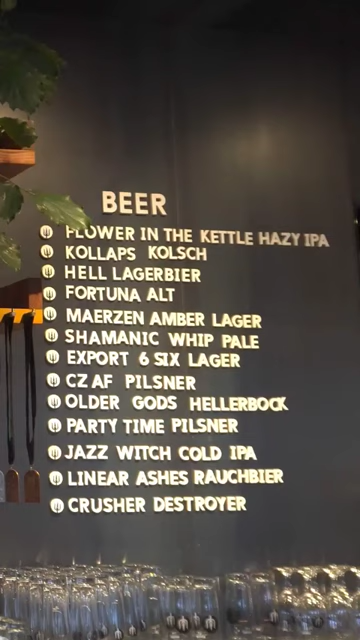 BEER
FLOWER IN THE KETTLE HAZY IPA
KOLLAPS KOLSCH
HELL LAGERBIER
FORTUNA ALT
MAERZEN AMBER LAGER
SHAMANIC WHIP PALE
EXPORT 6 SIX LAGER
CZ AF PILSNER
OLDER GODS HELLERBOCK
PARTY TIME PILSNER
JAZZ WITCH COLD IPA
LINEAR ASHES RAUCHBIER
CRUSHER DESTROYER